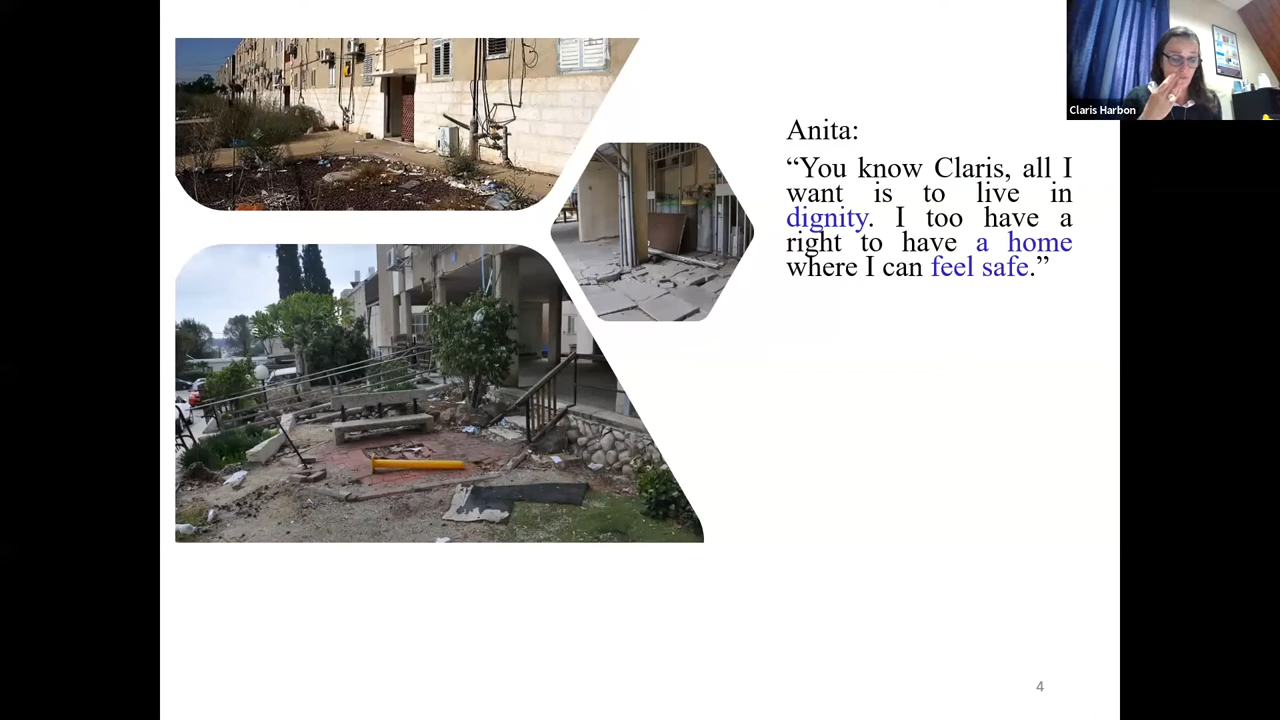 Claris Harbon
Anita:
“You know Claris, all I
want is to live in
dignity. I too have a
right to have a home
where I can feel safe.”
4